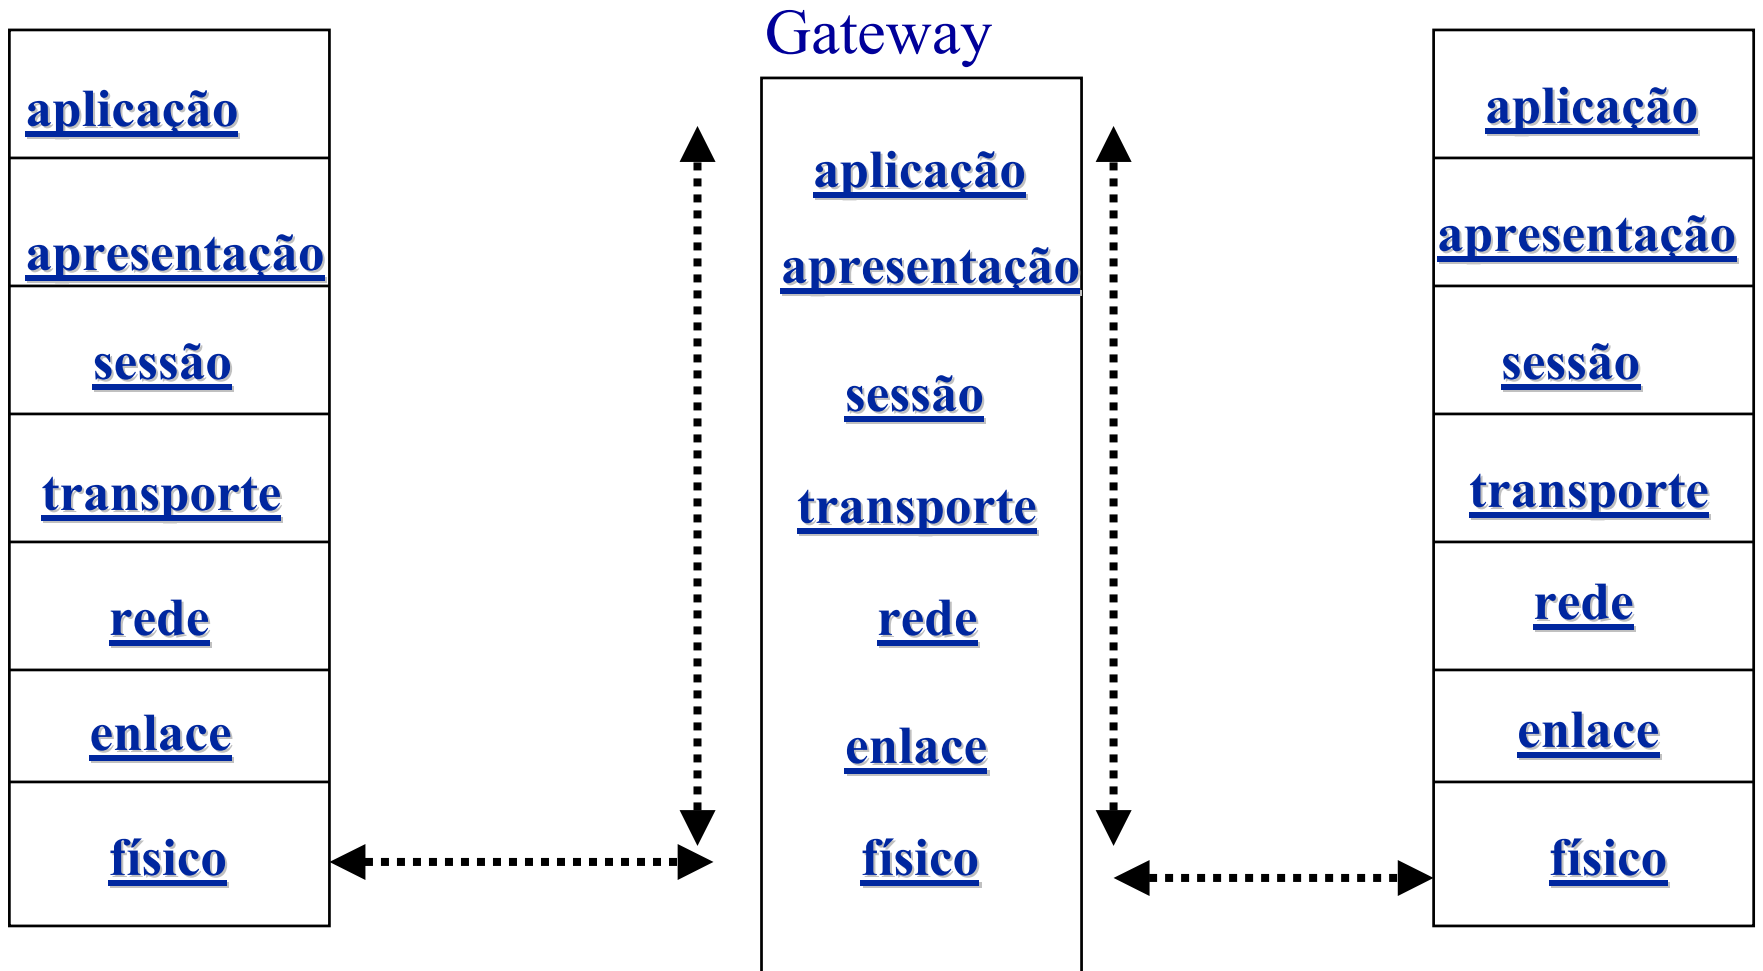 Gateway
aplicação
apresentação
sessão
transporte
rede
enlace
físico
aplicação
apresentação
sessão
transporte
rede
enlace
físico
aplicação
apresentação
sessão
transporte
rede
enlace
físico